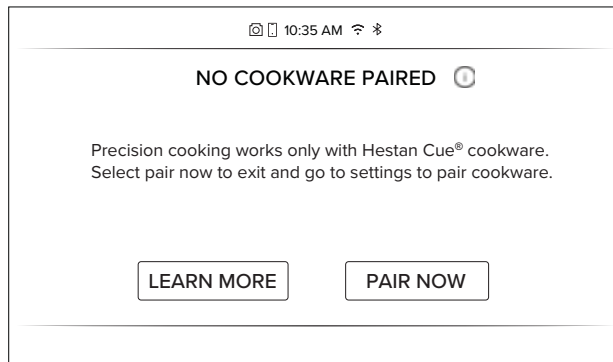 10:35 AM
NO COOKWARE PAIRED
Precision cooking works only with Hestan Cue® cookware.
Select pair now to exit and go to settings to pair cookware.
LEARN MORE
PAIR NOW